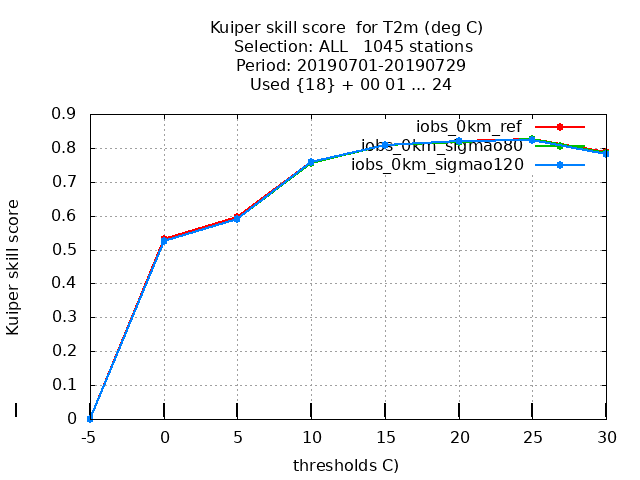 Kuiper skill score  for T2m (deg C)
Selection: ALL   1045 stations
Period: 20190701-20190729
Used {18} + 00 01 ... 24
iobs_0km_ref
iobs_0km_sigmao80
iobs_0km_sigmao120
Kuiper skill score
0.9
0.8
0.7
0.6
0.5
0.4
0.3
0.2
0.1
0
-5
0
5
10
15
20
25
30
thresholds C)